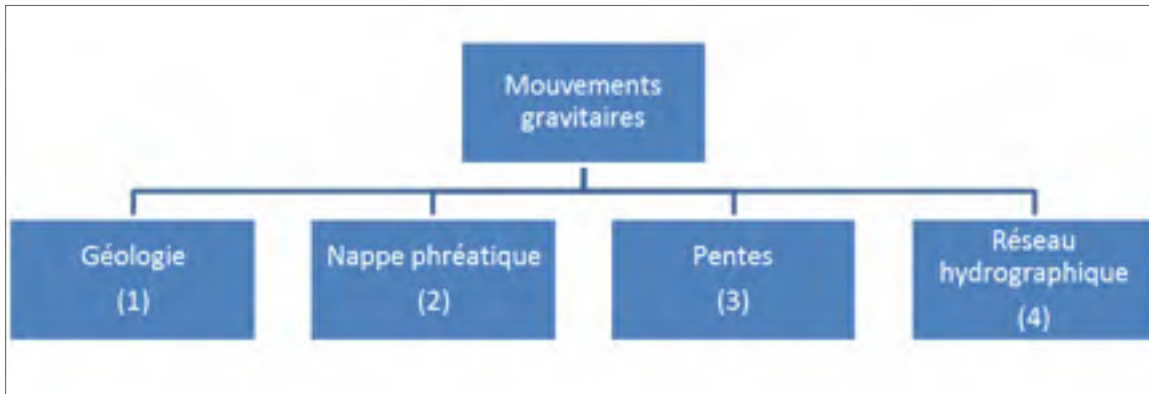 Mouvements
gravitaires
Géologie
(1)
Nappe phréatique
(2)
Pentes
(3)
Réseau
hydrographique
(4)